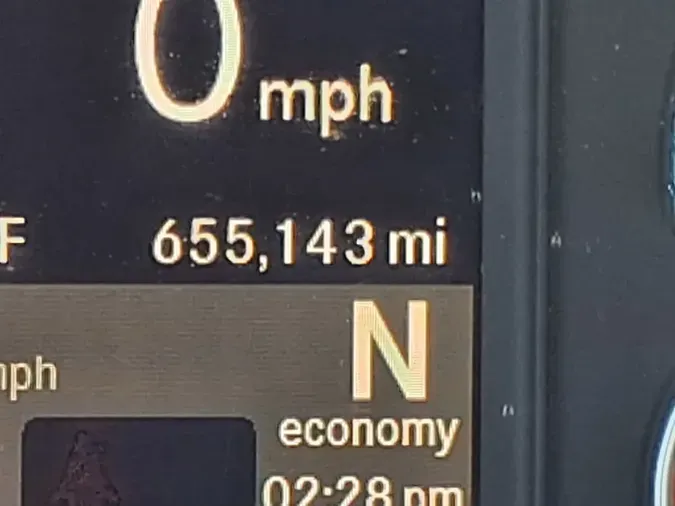 0 mph
F 655,143 mi
N
mph
economy
02:28 pm